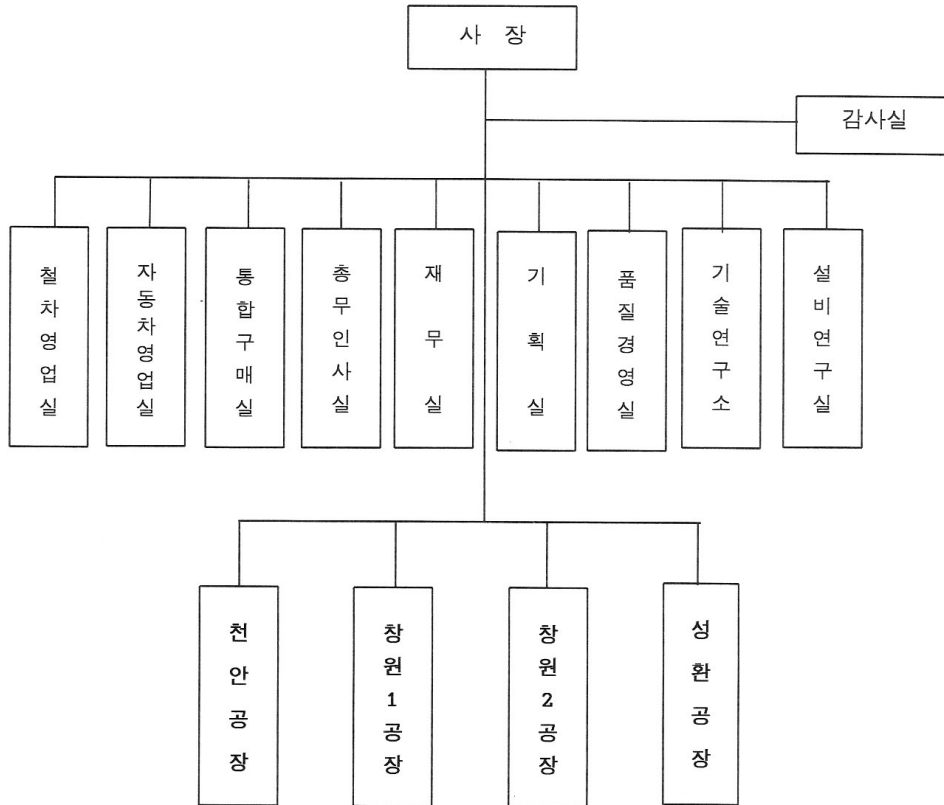 사 장
감사실
철차영업실
자동차영업실
통합구매실
총무인사실
재무실
기획실
품질경영실
기술연구소
설비연구실
천안공장
창원1공장
창원2공장
성환공장